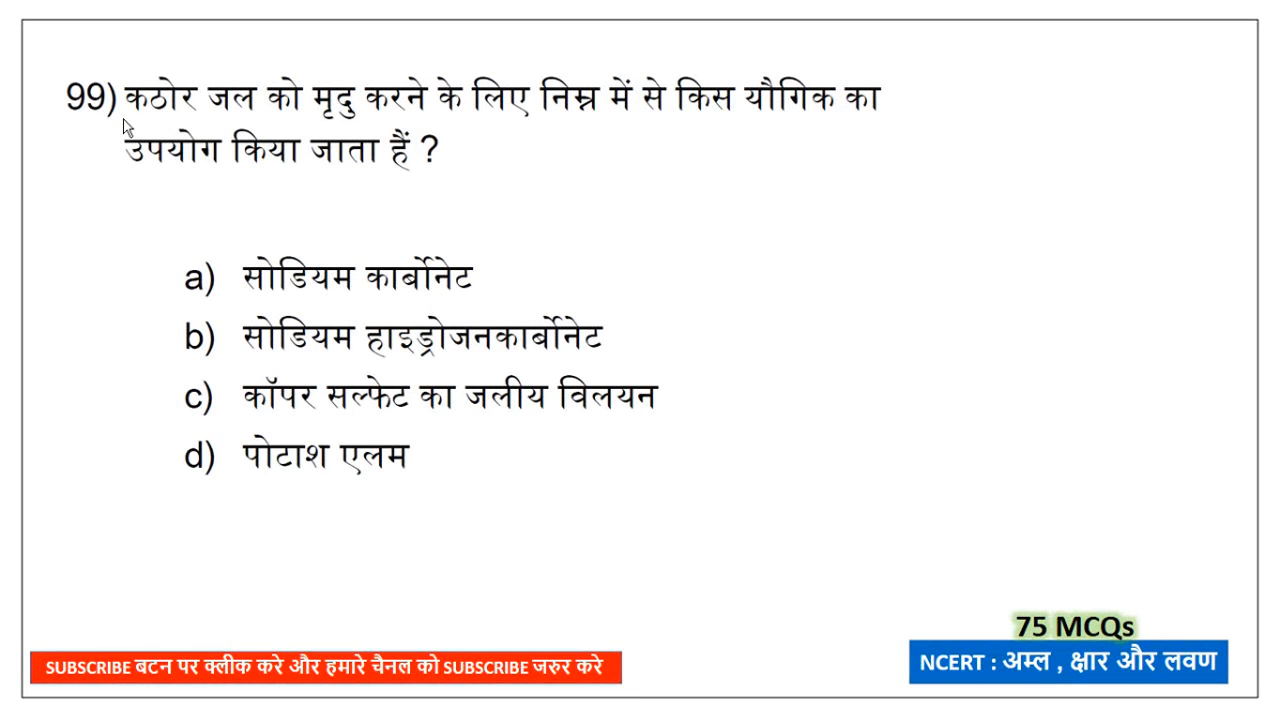 99) कठोर जल को मृदु करने के लिए निम्न में से किस यौगिक का
उपयोग किया जाता हैं ?
a) सोडियम कार्बोनेट
b) सोडियम हाइड्रोजनकार्बोनेट
c) कॉपर सल्फेट का जलीय विलयन
d) पोटाश एलम
75 MCQs
SUBSCRIBE बटन पर क्लीक करे और हमारे चैनल को SUBSCRIBE जरुर करे
NCERT : अम्ल , क्षार और लवण